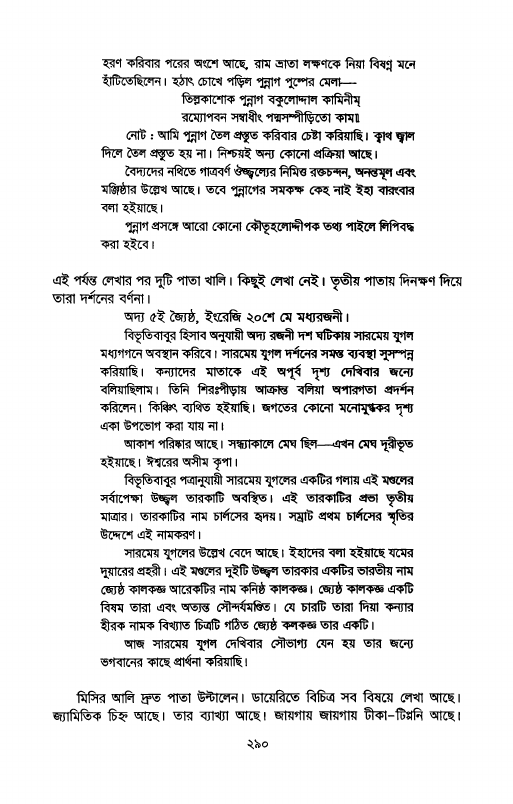 হরণ করিবার পরের অংশে আছে, রাম ভ্রাতা লক্ষণকে নিয়া বিষণ্ন মনে
হাঁটিতেছিলেন। হঠাৎ চোখে পড়িল পুন্নাগ পুষ্পের মেলা—
তিল্লকাশোক পুন্নাগ বকুলোদ্দাল কামিনীম্
রম্যোপবন সম্বাধীং পদ্মসম্পীড়িতো কাম॥
নোট : আমি পুন্নাগ তৈল প্রস্তুত করিবার চেষ্টা করিয়াছি। ক্বাথ জ্বাল
দিলে তৈল প্রস্তুত হয় না। নিশ্চয়ই অন্য কোনো প্রক্রিয়া আছে।
বৈদ্যদের নথিতে গাত্রবর্ণ ঔজ্জ্বল্যের নিমিত্ত রক্তচন্দন, অনন্তমূল এবং
মঞ্জিষ্ঠার উল্লেখ আছে। তবে পুন্নাগের সমকক্ষ কেহ নাই ইহা বারংবার
বলা হইয়াছে।
পুন্নাগ প্রসঙ্গে আরো কোনো কৌতূহলোদ্দীপক তথ্য পাইলে লিপিবদ্ধ
করা হইবে।
এই পর্যন্ত লেখার পর দুটি পাতা খালি। কিছুই লেখা নেই। তৃতীয় পাতায় দিনক্ষণ দিয়ে
তারা দর্শনের বর্ণনা।
অদ্য ৫ই জ্যৈষ্ঠ, ইংরেজি ২০শে মে মধ্যরজনী।
বিভূতিবাবুর হিসাব অনুযায়ী অদ্য রজনী দশ ঘটিকায় সারমেয় যুগল
মধ্যগগনে অবস্থান করিবে। সারমেয় যুগল দর্শনের সমস্ত ব্যবস্থা সুসম্পন্ন
করিয়াছি। কন্যাদের মাতাকে এই অপূর্ব দৃশ্য দেখিবার জন্যে
বলিয়াছিলাম। তিনি শিরঃপীড়ায় আক্রান্ত বলিয়া অপারগতা প্রদর্শন
করিলেন। কিঞ্চিৎ ব্যথিত হইয়াছি। জগতের কোনো মনোমুগ্ধকর দৃশ্য
একা উপভোগ করা যায় না।
আকাশ পরিষ্কার আছে। সন্ধ্যাকালে মেঘ ছিল—এখন মেঘ দূরীভূত
হইয়াছে। ঈশ্বরের অসীম কৃপা।
বিভূতিবাবুর পত্রানুযায়ী সারমেয় যুগলের একটির গলায় এই মণ্ডলের
সর্বাপেক্ষা উজ্জ্বল তারকাটি অবস্থিত। এই তারকাটির প্রভা তৃতীয়
মাত্রার। তারকাটির নাম চার্লসের হৃদয়। সম্রাট প্রথম চার্লসের স্মৃতির
উদ্দেশে এই নামকরণ।
সারমেয় যুগলের উল্লেখ বেদে আছে। ইহাদের বলা হইয়াছে যমের
দুয়ারের প্রহরী। এই মণ্ডলের দুইটি উজ্জ্বল তারকার একটির ভারতীয় নাম
জ্যেষ্ঠ কালকঞ্জ আরেকটির নাম কনিষ্ঠ কালকঞ্জ। জ্যেষ্ঠ কালকঞ্জ একটি
বিষম তারা এবং অত্যন্ত সৌন্দর্যমণ্ডিত। যে চারটি তারা দিয়া কন্যার
হীরক নামক বিখ্যাত চিত্রটি গঠিত জ্যেষ্ঠ কলকঞ্জ তার একটি।
আজ সারমেয় যুগল দেখিবার সৌভাগ্য যেন হয় তার জন্যে
ভগবানের কাছে প্রার্থনা করিয়াছি।
মিসির আলি দ্রুত পাতা উল্টালেন। ডায়েরিতে বিচিত্র সব বিষয়ে লেখা আছে।
জ্যামিতিক চিহ্ন আছে। তার ব্যাখ্যা আছে। জায়গায় জায়গায় টীকা-টিপ্পনি আছে।
২৯০